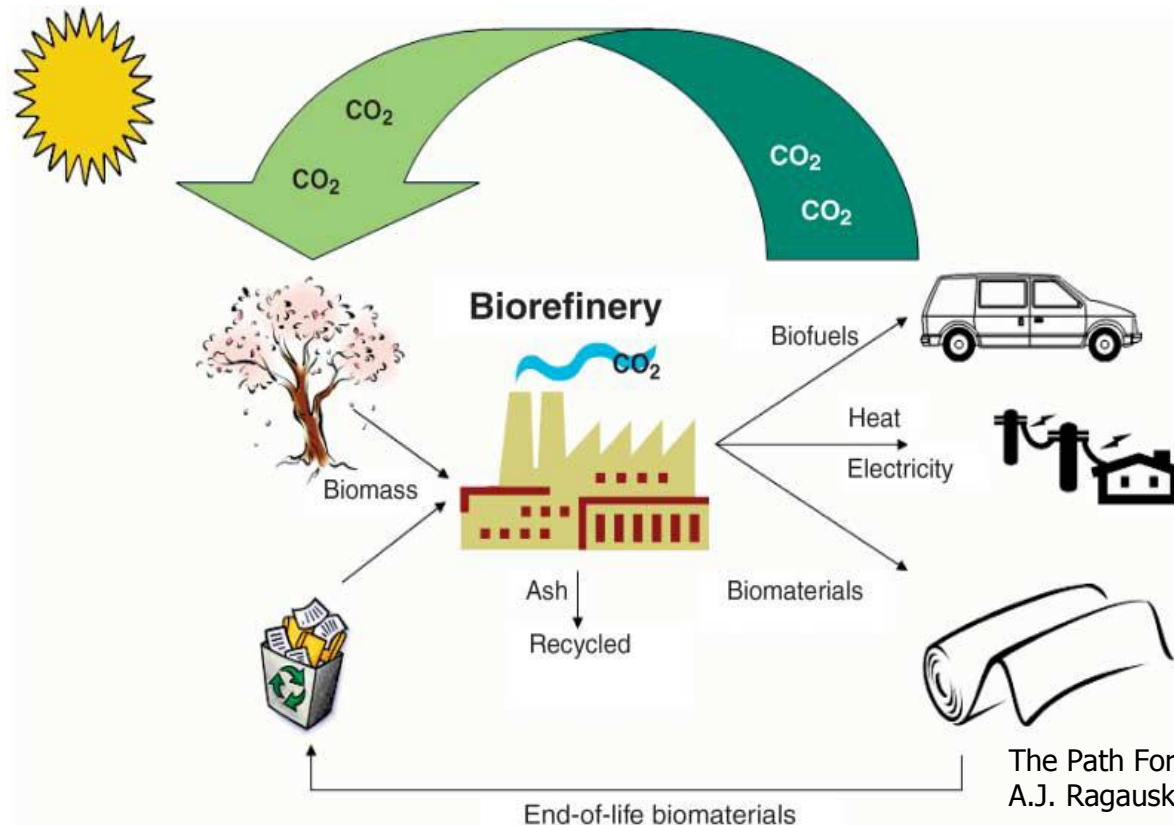 CO₂
CO₂
CO₂
CO₂
Biorefinery
CO₂
Biofuels
Heat
Electricity
Biomass
Ash
Recycled
Biomaterials
End-of-life biomaterials
The Path For
A.J.